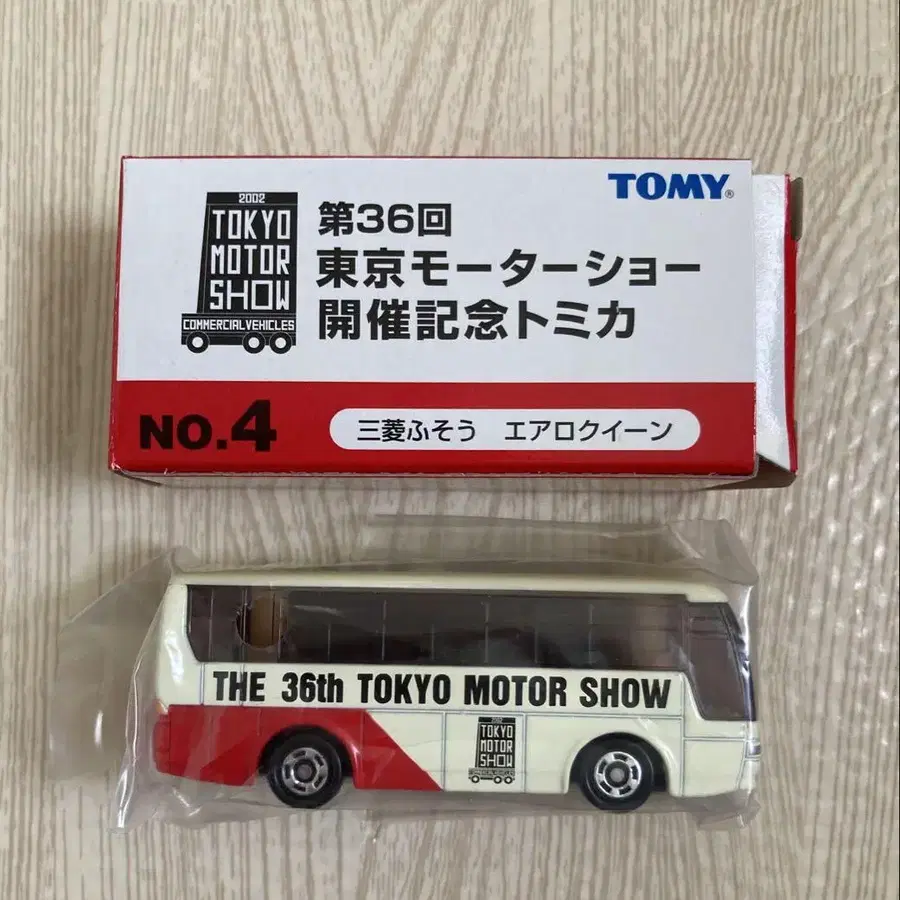 TOMY®
2002
TOKYO
MOTOR
SHOW
COMMERCIAL VEHICLES
第36回
東京モーターショー
開催記念トミカ
NO.4
三菱ふそう エアロクイーン
THE 36th TOKYO MOTOR SHOW
2002
TOKYO
MOTOR
SHOW
COMMERCIAL VEHICLES